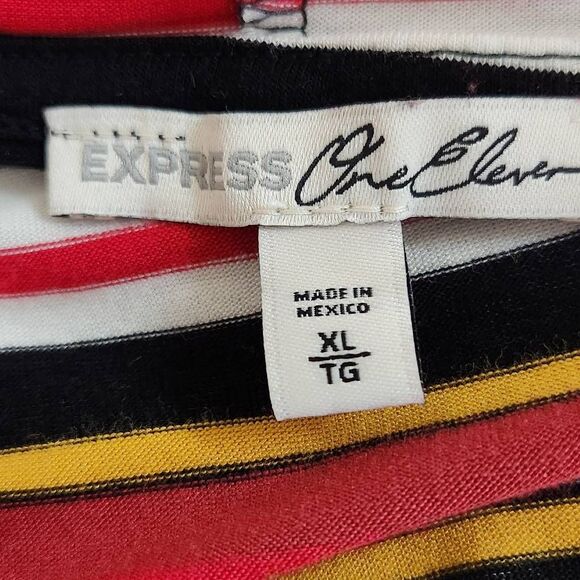 EXPRESS One Eleven
MADE IN
MEXICO
XL
TG